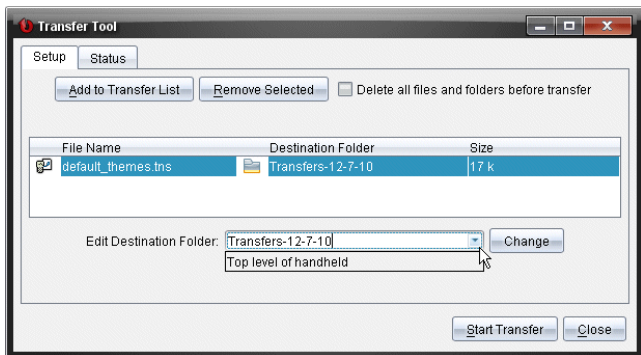 Transfer Tool
Setup Status
Add to Transfer List Remove Selected Delete all files and folders before transfer
File Name Destination Folder Size
default_themes.tns Transfers-12-7-10 17 k
Edit Destination Folder: Transfers-12-7-10 Change
Top level of handheld
Start Transfer Close